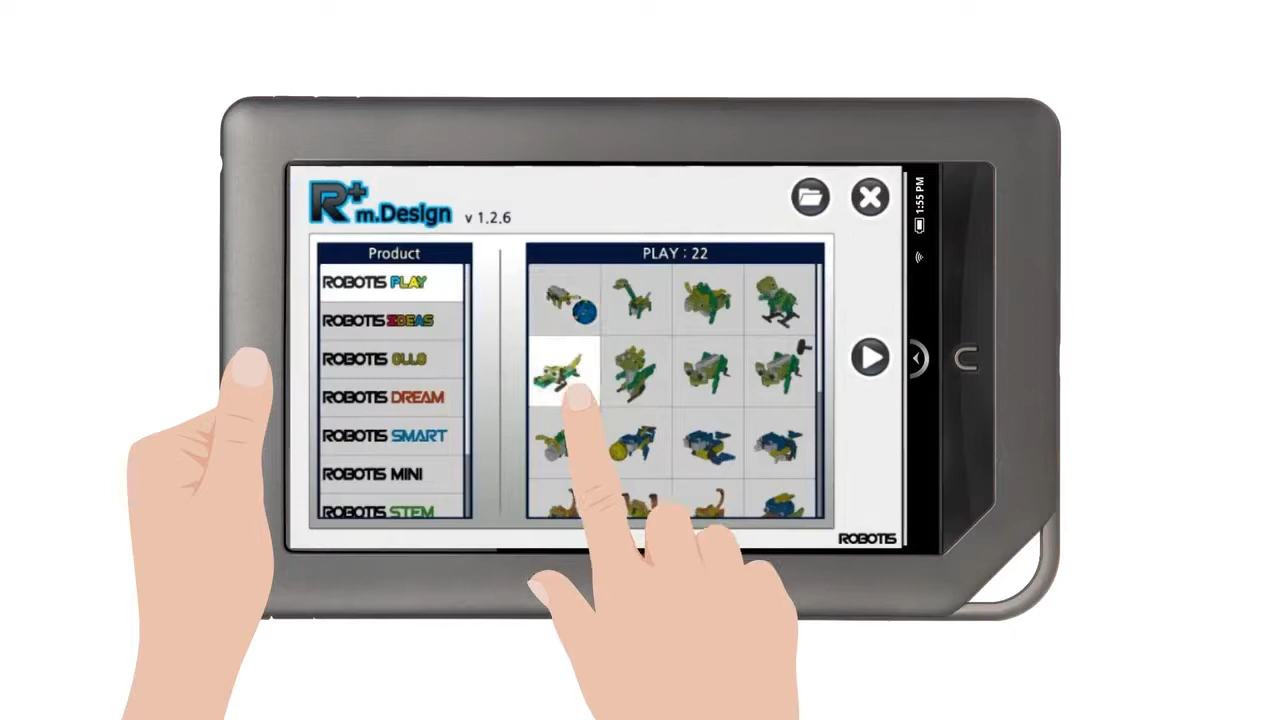 R+ m.Design v 1.2.6
Product
ROBOTIS PLAY
ROBOTIS IDEAS
ROBOTIS OLLO
ROBOTIS DREAM
ROBOTIS SMART
ROBOTIS MINI
ROBOTIS STEM
PLAY : 22
ROBOTIS
1:55 PM